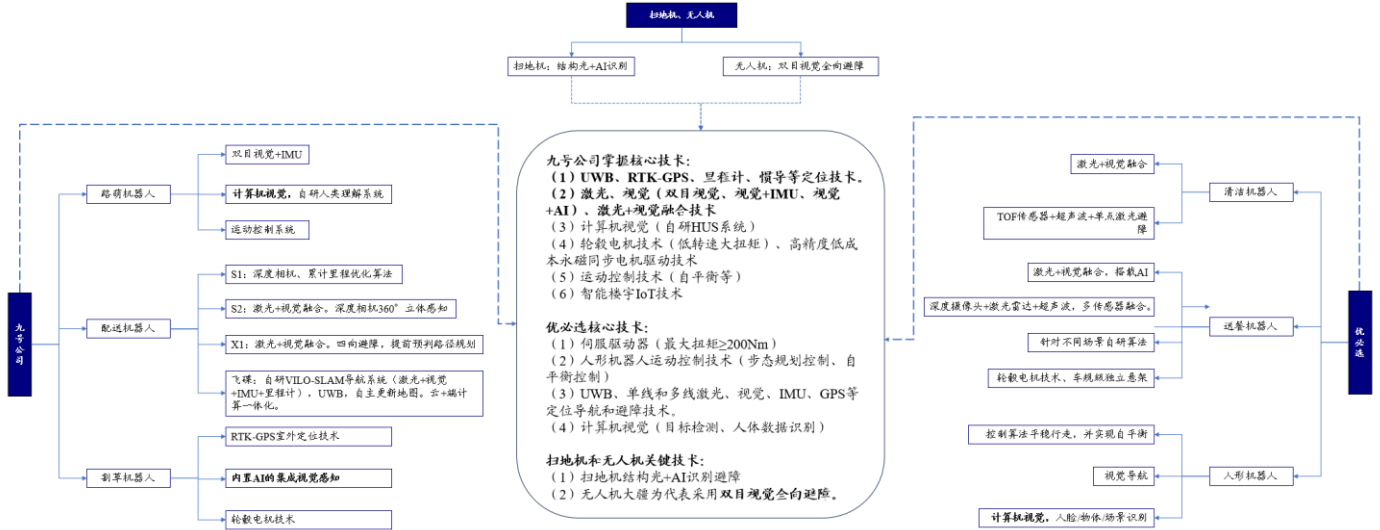 扫地机、无人机
扫地机：结构光+AI识别
无人机：双目视觉全向避障
九号公司
路萌机器人
双目视觉+IMU
计算机视觉，自研人类理解系统
运动控制系统
配送机器人
S1：深度相机、累计里程优化算法
S2：激光+视觉融合。深度相机360°立体感知
X1：激光+视觉融合。四向避障，提前预判路径规划
飞碟：自研VILO-SLAM导航系统（激光+视觉
+IMU+里程计），UWB，自主更新地图。云+端计
算一体化。
割草机器人
RTK-GPS室外定位技术
内置AI的集成视觉感知
轮毂电机技术
九号公司掌握核心技术：
（1）UWB、RTK-GPS、里程计、惯导等定位技术。
（2）激光、视觉（双目视觉、视觉+IMU、视觉
+AI）、激光+视觉融合技术
（3）计算机视觉（自研HUS系统）
（4）轮毂电机技术（低转速大扭矩）、高精度低成
本永磁同步电机驱动技术
（5）运动控制技术（自平衡等）
（6）智能楼宇IoT技术
优必选核心技术：
（1）伺服驱动器（最大扭矩≥200Nm）
（2）人形机器人运动控制技术（步态规划控制、自
平衡控制）
（3）UWB、单线和多线激光、视觉、IMU、GPS等
定位导航和避障技术。
（4）计算机视觉（目标检测、人体数据识别）
扫地机和无人机关键技术：
（1）扫地机结构光+AI识别避障
（2）无人机大疆为代表采用双目视觉全向避障。
优必选
清洁机器人
激光+视觉融合
TOF传感器+超声波+单点激光避
障
送餐机器人
激光+视觉融合，搭载AI
深度摄像头+激光雷达+超声波，多传感器融合。
针对不同场景自研算法
轮毂电机技术、车规级独立悬架
人形机器人
控制算法平稳行走，并实现自平衡
视觉导航
计算机视觉，人脸/物体/场景识别